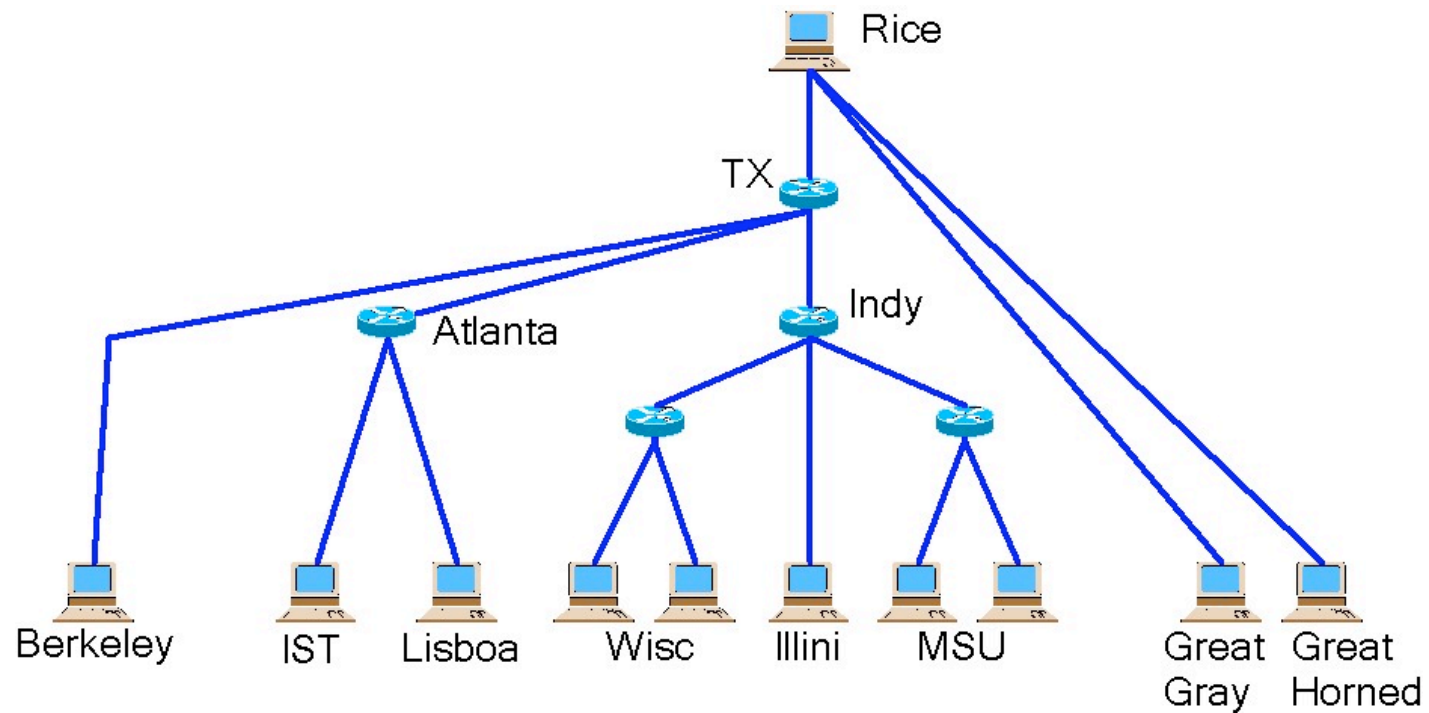 Rice
TX
Indy
Atlanta
Berkeley
IST
Lisboa
Wisc
Illini
MSU
Great
Gray
Great
Horned